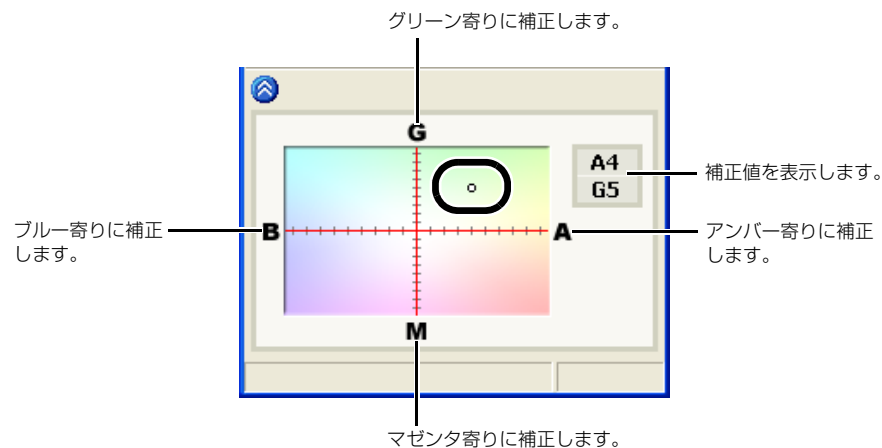 グリーン寄りに補正します。
G
A4
G5
補正値を表示します。
ブルー寄りに補正
します。
B
A
アンバー寄りに補正
します。
M
マゼンタ寄りに補正します。